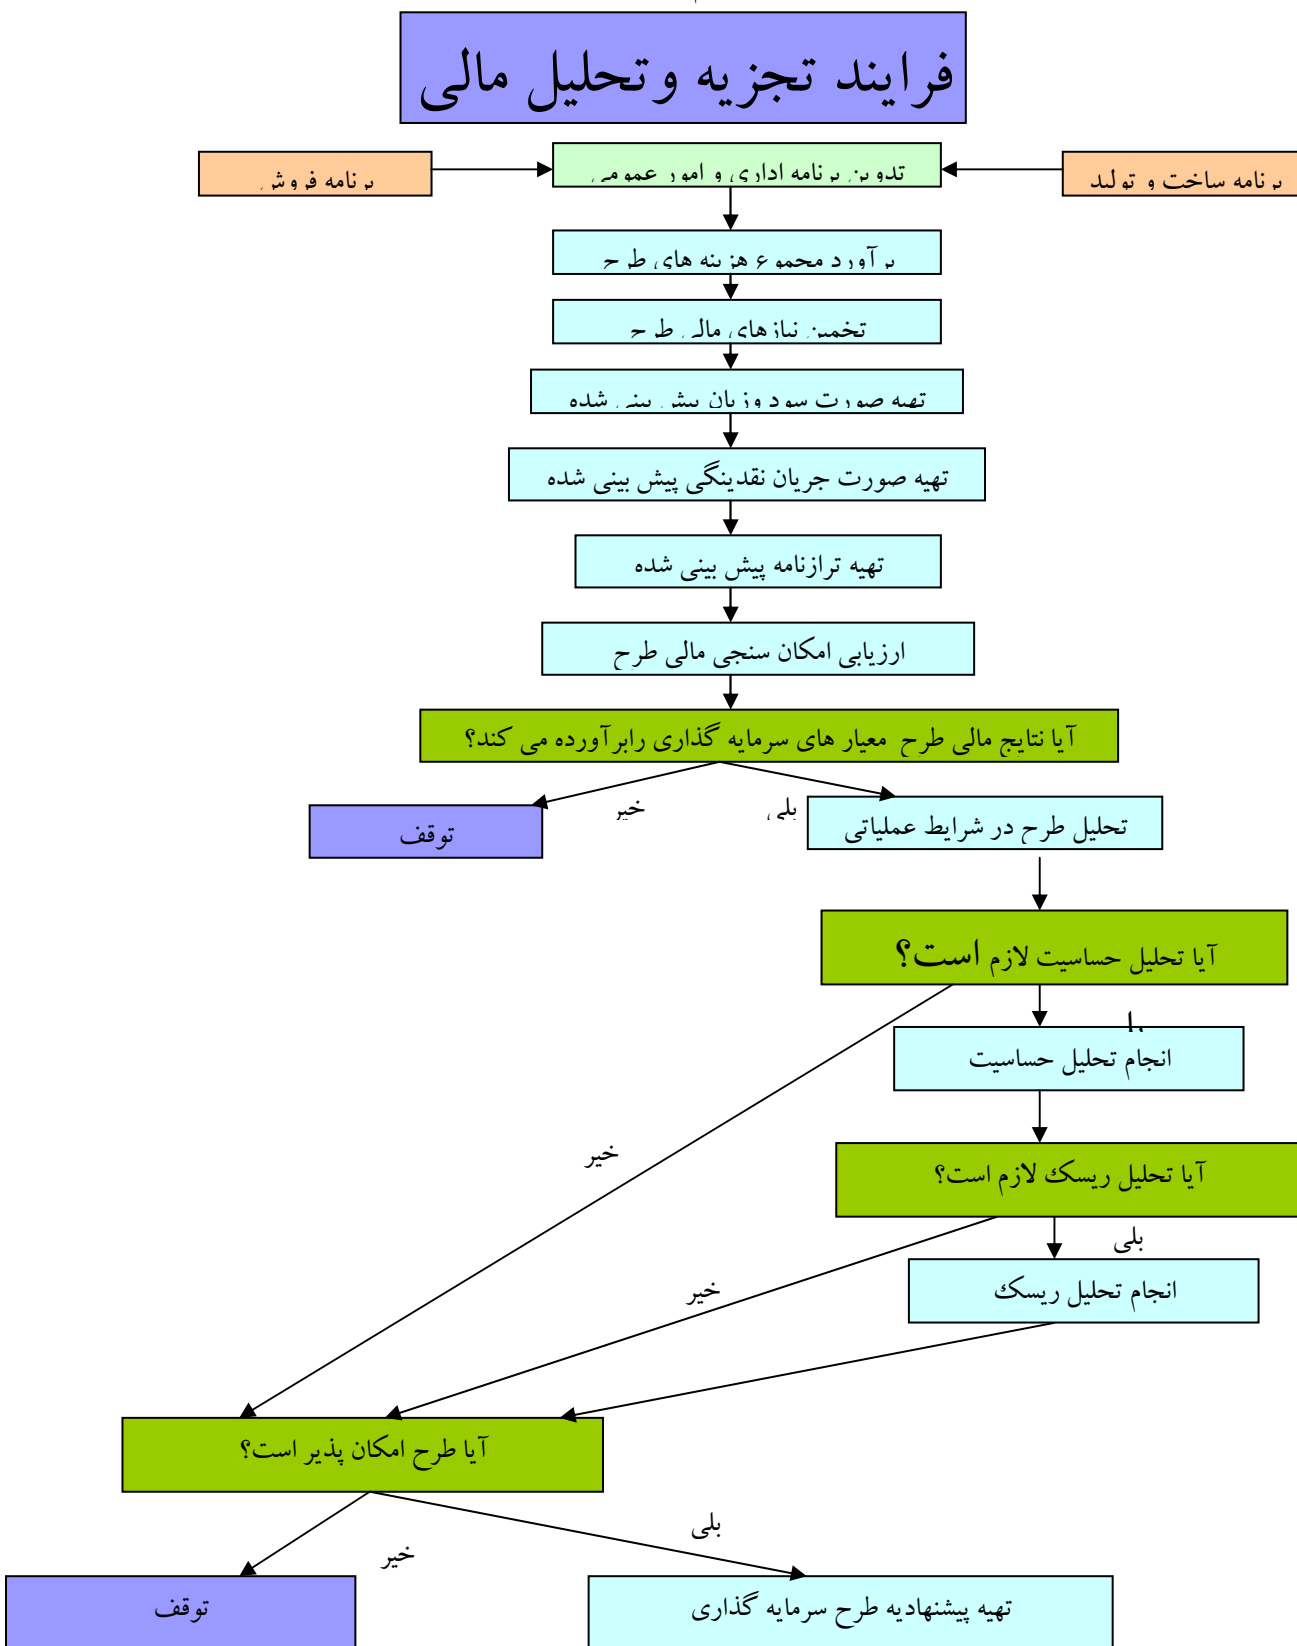 فرایند تجزیه وتحلیل مالی
برنامه ساخت و تولید
تدوین برنامه اداری و امور عمومی
برنامه فروش
برآورد مجموع هزینه های طرح
تخمین نیازهای مالی طرح
تهیه صورت سود وزیان پیش بینی شده
تهیه صورت جریان نقدینگی پیش بینی شده
تهیه ترازنامه پیش بینی شده
ارزیابی امکان سنجی مالی طرح
آیا نتایج مالی طرح معیار های سرمایه گذاری رابرآورده می کند؟
بلی
خیر
تحلیل طرح در شرایط عملیاتی
توقف
آیا تحلیل حساسیت لازم است؟
انجام تحلیل حساسیت
خیر
آیا تحلیل ریسک لازم است؟
بلی
خیر
انجام تحلیل ریسک
آیا طرح امکان پذیر است؟
بلی
خیر
تهیه پیشنهادیه طرح سرمایه گذاری
توقف